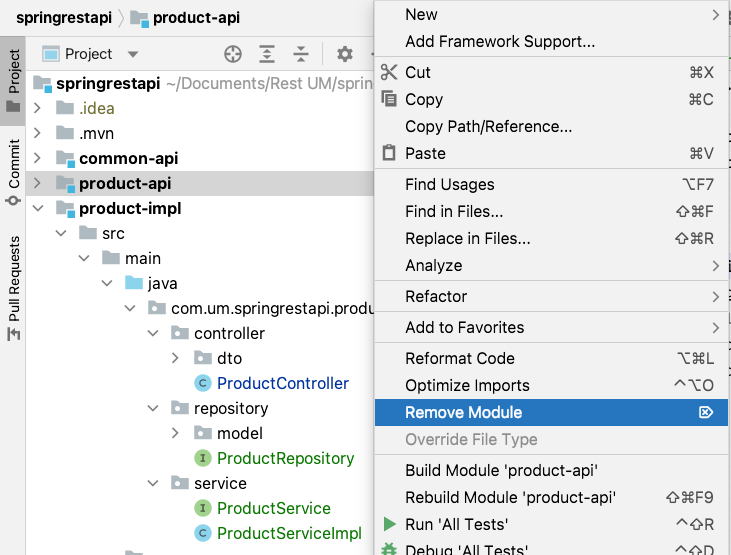 springrestapi product-api
Project
Commit
Pull Requests
Project
springrestapi ~/Documents/Rest UM/sprin
.idea
.mvn
common-api
product-api
product-impl
src
main
java
com.um.springrestapi.produ
controller
dto
ProductController
repository
model
ProductRepository
service
ProductService
ProductServiceImpl
New
Add Framework Support...
Cut ⌘X
Copy ⌘C
Copy Path/Reference...
Paste ⌘V
Find Usages ⌥F7
Find in Files... ⇧⌘F
Replace in Files... ⇧⌘R
Analyze
Refactor
Add to Favorites
Reformat Code ⌥⌘L
Optimize Imports ^⌥O
Remove Module ⌦
Override File Type
Build Module 'product-api'
Rebuild Module 'product-api' ⇧⌘F9
Run 'All Tests' ^⇧R
Debug 'All Tests' ^⇧D